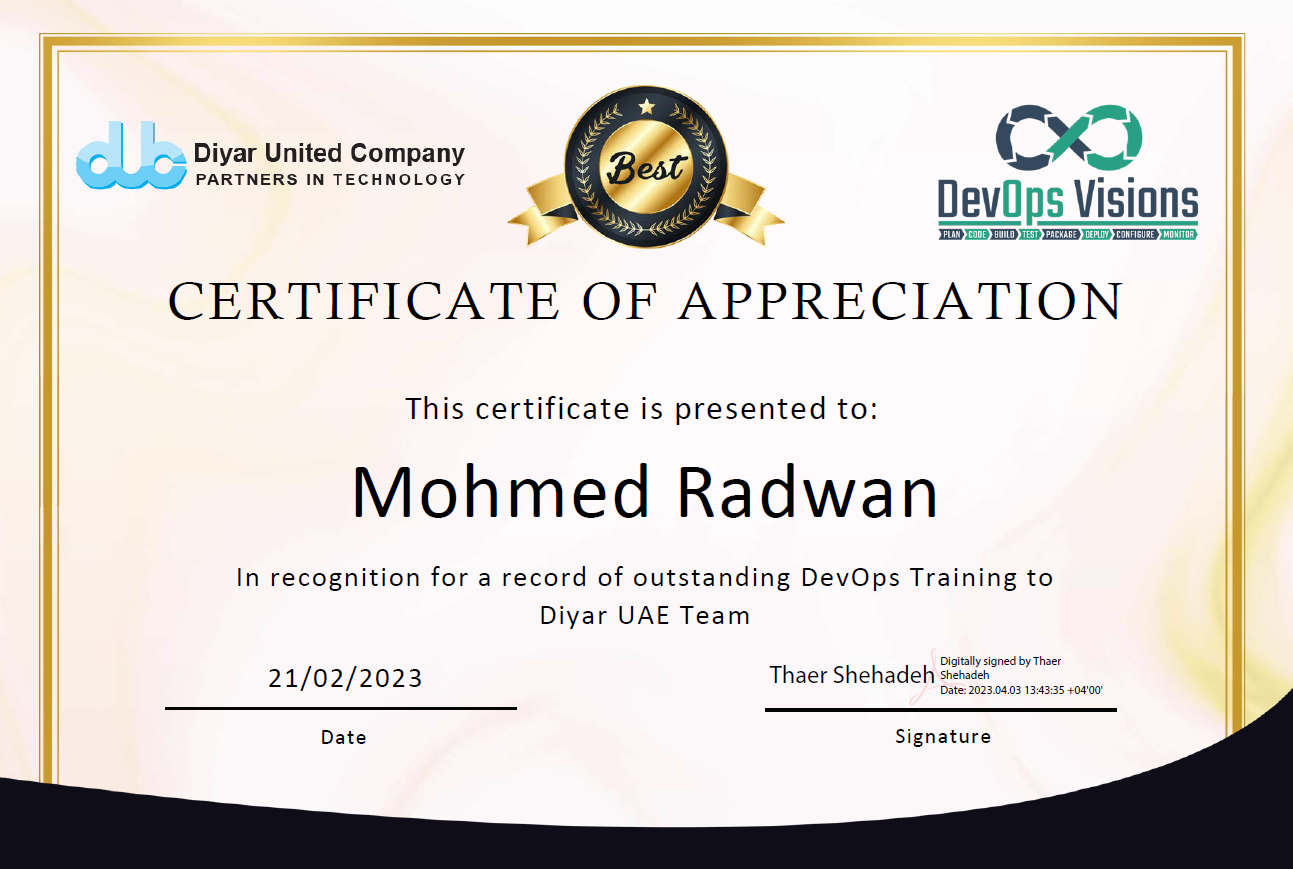 duc
Diyar United Company
PARTNERS IN TECHNOLOGY
Best
DevOps Visions
PLAN CODE BUILD TEST PACKAGE DEPLOY CONFIGURE MONITOR
CERTIFICATE OF APPRECIATION
This certificate is presented to:
Mohmed Radwan
In recognition for a record of outstanding DevOps Training to
Diyar UAE Team
21/02/2023
Date
Thaer Shehadeh
Digitally signed by Thaer
Shehadeh
Date: 2023.04.03 13:43:35 +04'00'
Signature